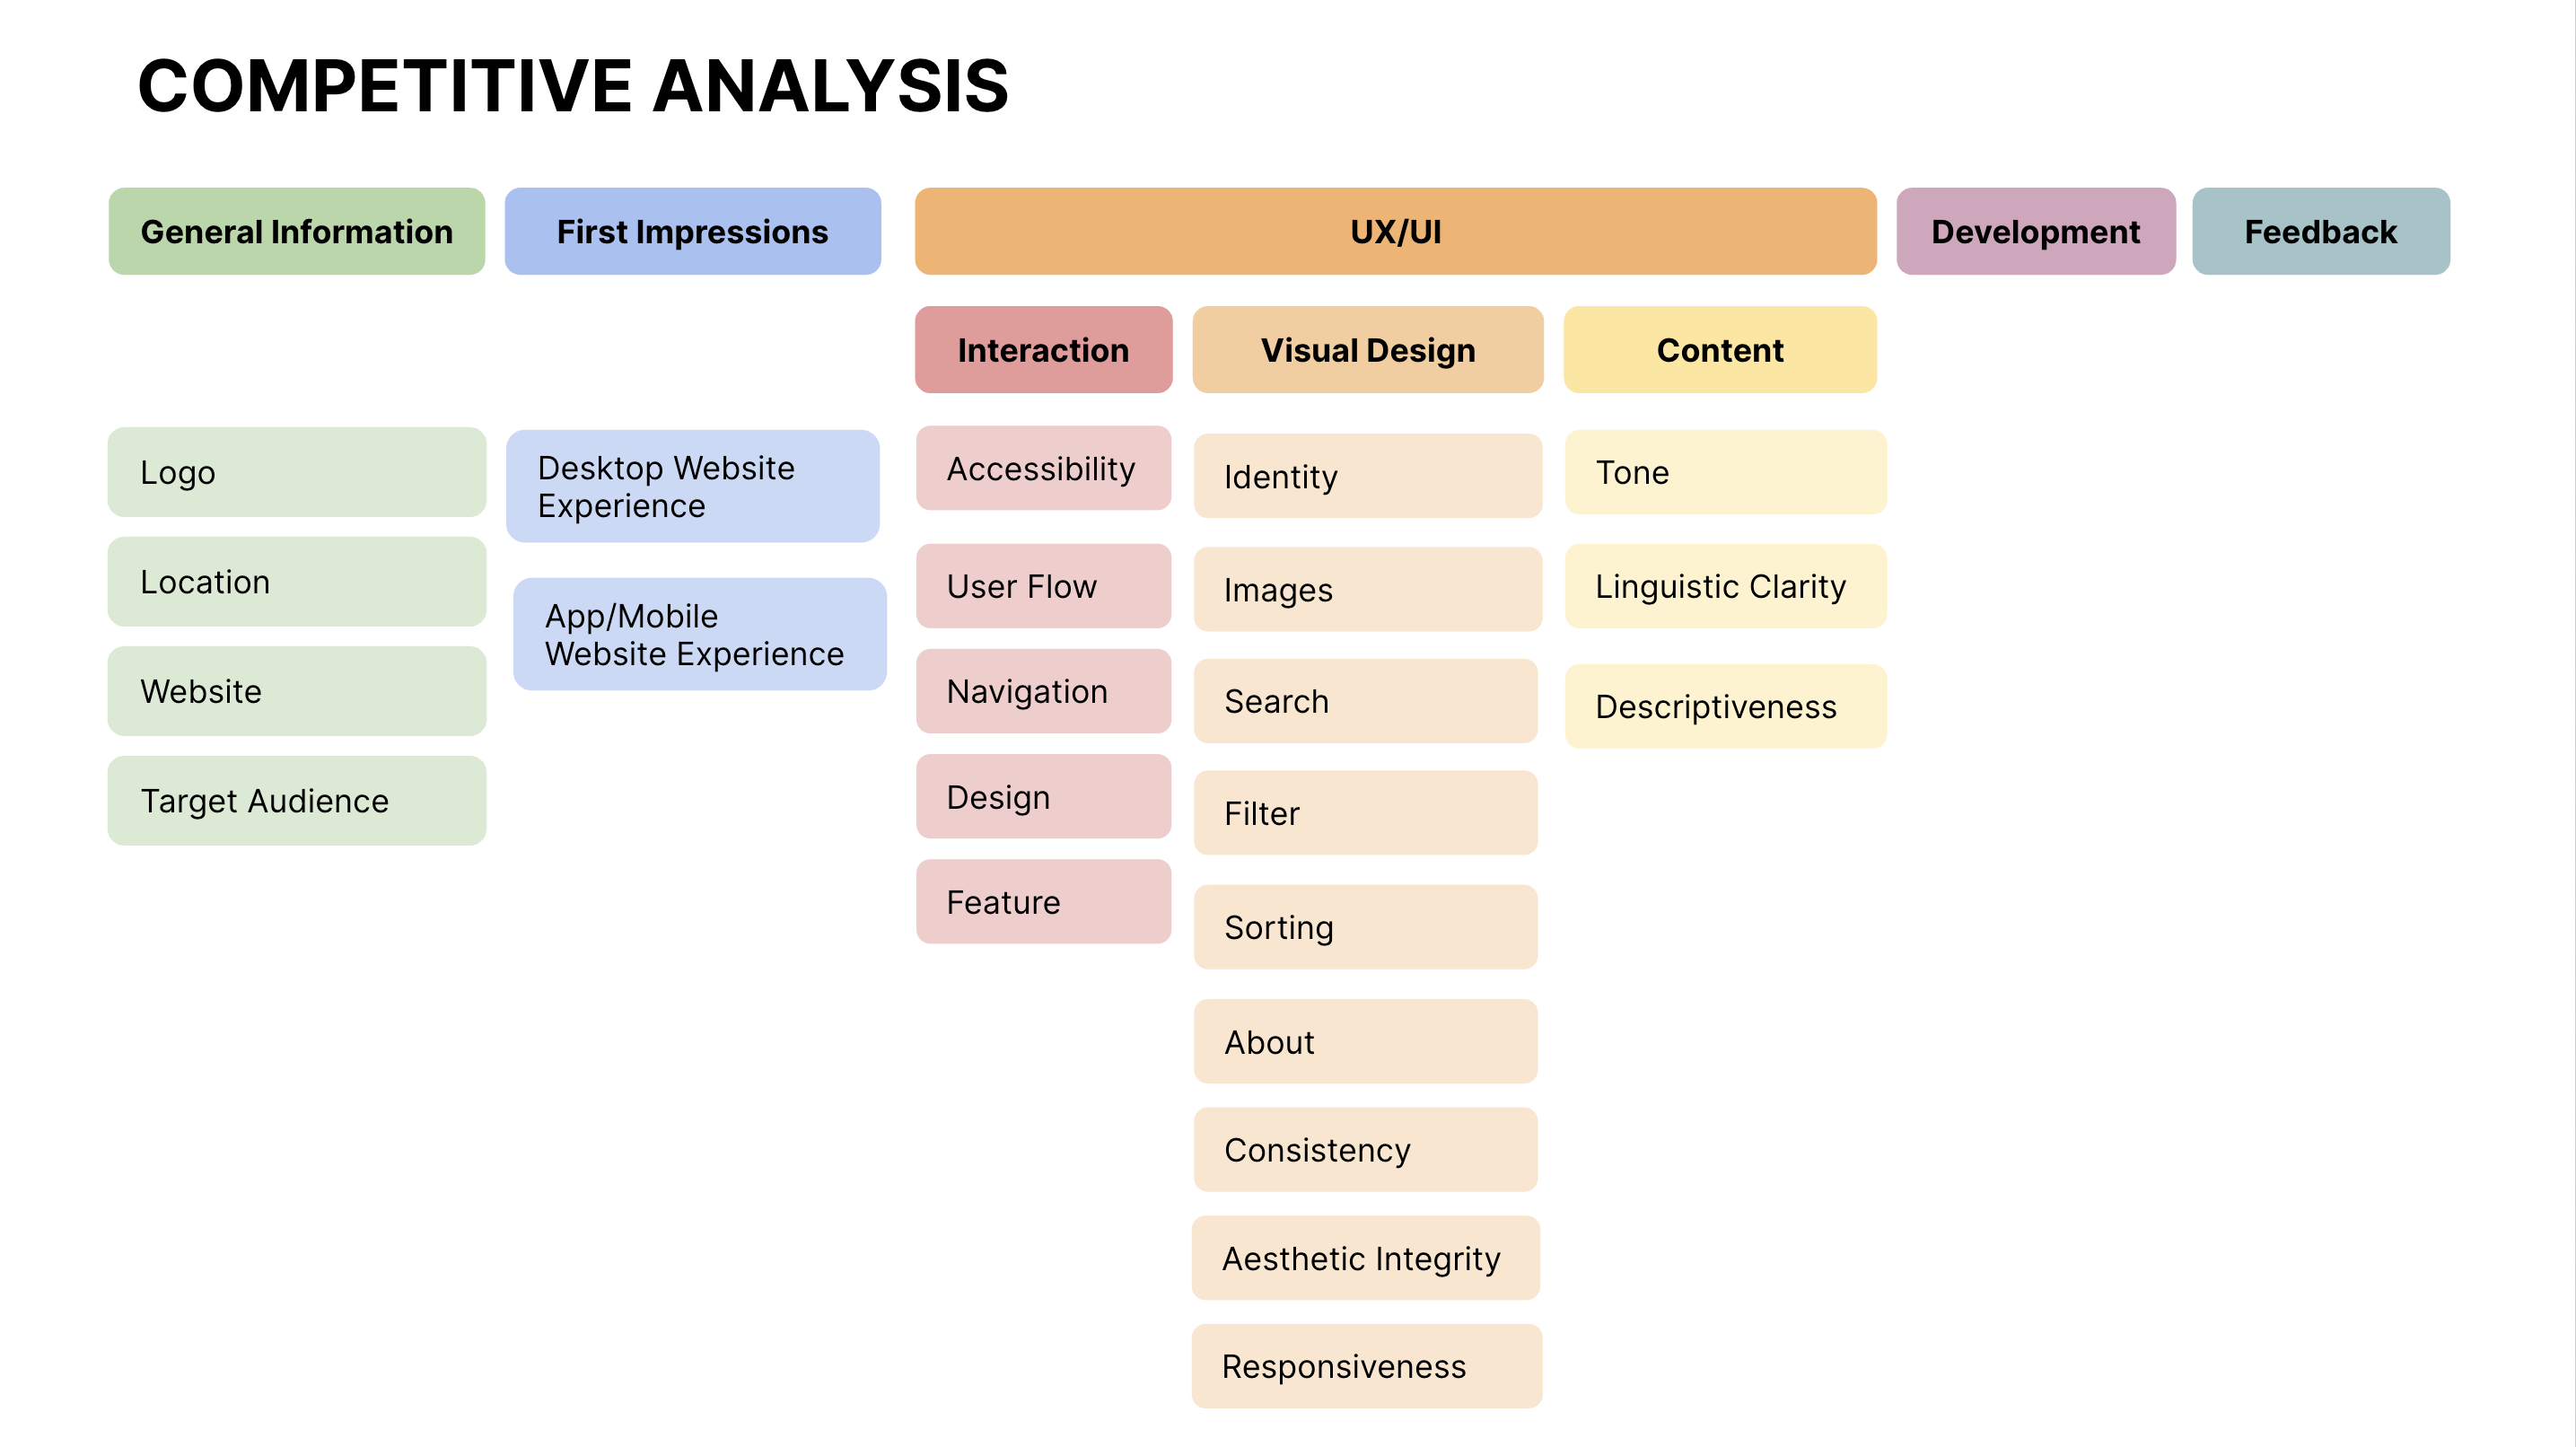 COMPETITIVE ANALYSIS
General Information
First Impressions
UX/UI
Development
Feedback
Interaction
Visual Design
Content
Logo
Location
Website
Target Audience
Desktop Website
Experience
App/Mobile
Website Experience
Accessibility
User Flow
Navigation
Design
Feature
Identity
Images
Search
Filter
Sorting
About
Consistency
Aesthetic Integrity
Responsiveness
Tone
Linguistic Clarity
Descriptiveness